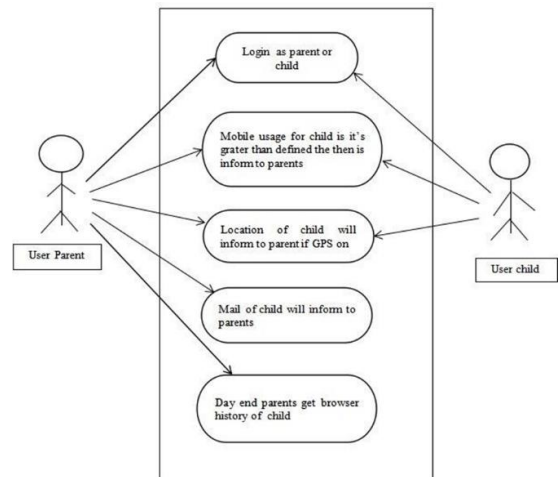 Login as parent or
child
Mobile usage for child is it's
grater than defined the then is
inform to parents
Location of child will
inform to parent if GPS on
User Parent
User child
Mail of child will inform to
parents
Day end parents get browser
history of child